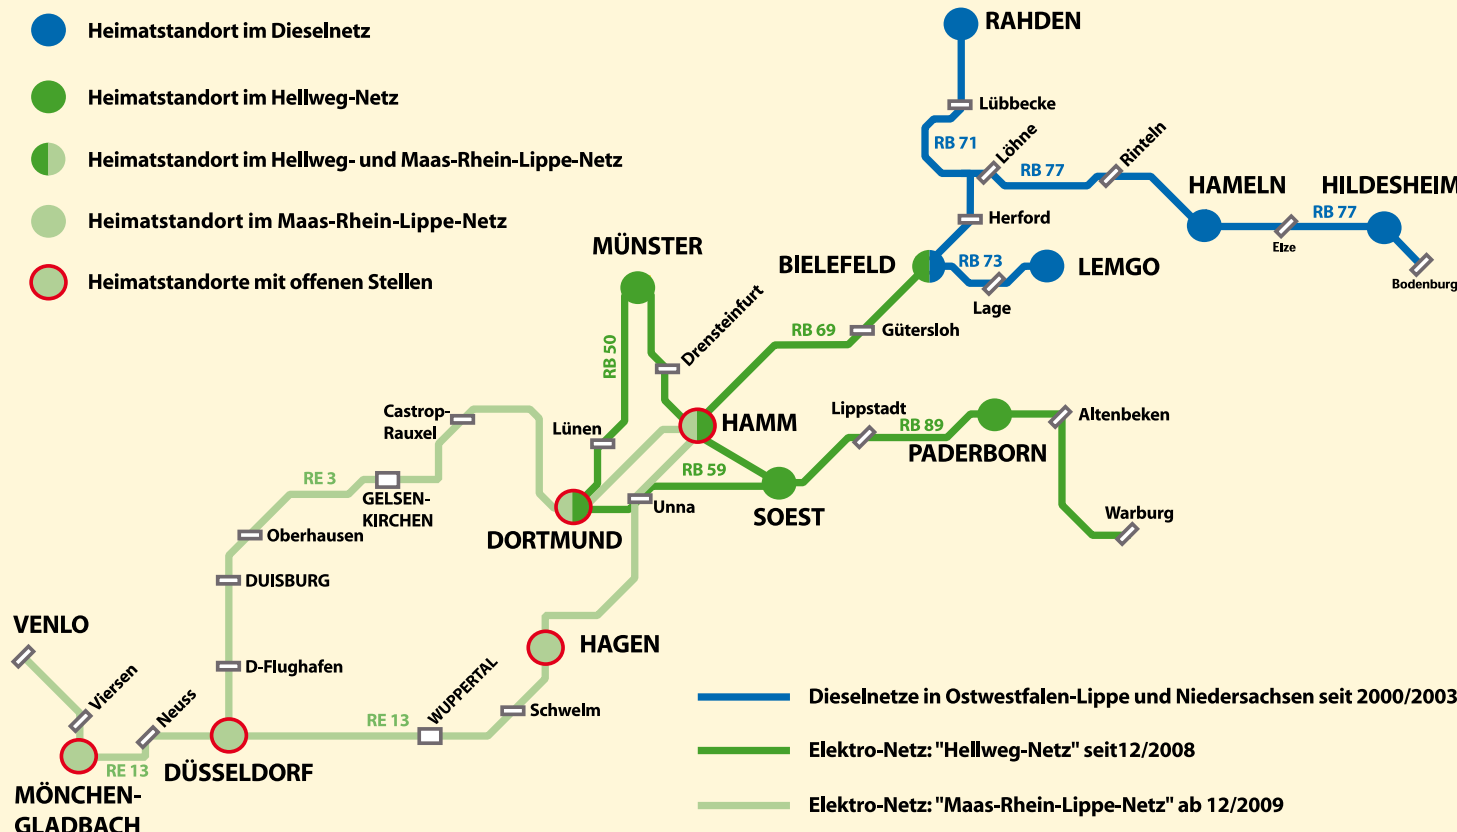 Heimatstandort im Dieselnetz
Heimatstandort im Hellweg-Netz
Heimatstandort im Hellweg- und Maas-Rhein-Lippe-Netz
Heimatstandort im Maas-Rhein-Lippe-Netz
Heimatstandorte mit offenen Stellen
RAHDEN
Lübbecke
RB 71
Löhne
RB 77
Rinteln
HAMELN
HILDESHEIM
RB 77
Elze
Bodenburg
Herford
BIELEFELD
RB 73
LEMGO
Lage
MÜNSTER
Drensteinfurt
RB 50
RB 69
Gütersloh
Castrop-
Rauxel
Lünen
HAMM
Lippstadt
RB 89
Altenbeken
PADERBORN
RB 59
RE 3
GELSEN-
KIRCHEN
Unna
SOEST
Warburg
Oberhausen
DORTMUND
DUISBURG
VENLO
HAGEN
D-Flughafen
Viersen
Neuss
WUPPERTAL
RE 13
Schwelm
RE 13
DÜSSELDORF
MÖNCHEN-
GLADBACH
Dieselnetze in Ostwestfalen-Lippe und Niedersachsen seit 2000/2003
Elektro-Netz: "Hellweg-Netz" seit12/2008
Elektro-Netz: "Maas-Rhein-Lippe-Netz" ab 12/2009